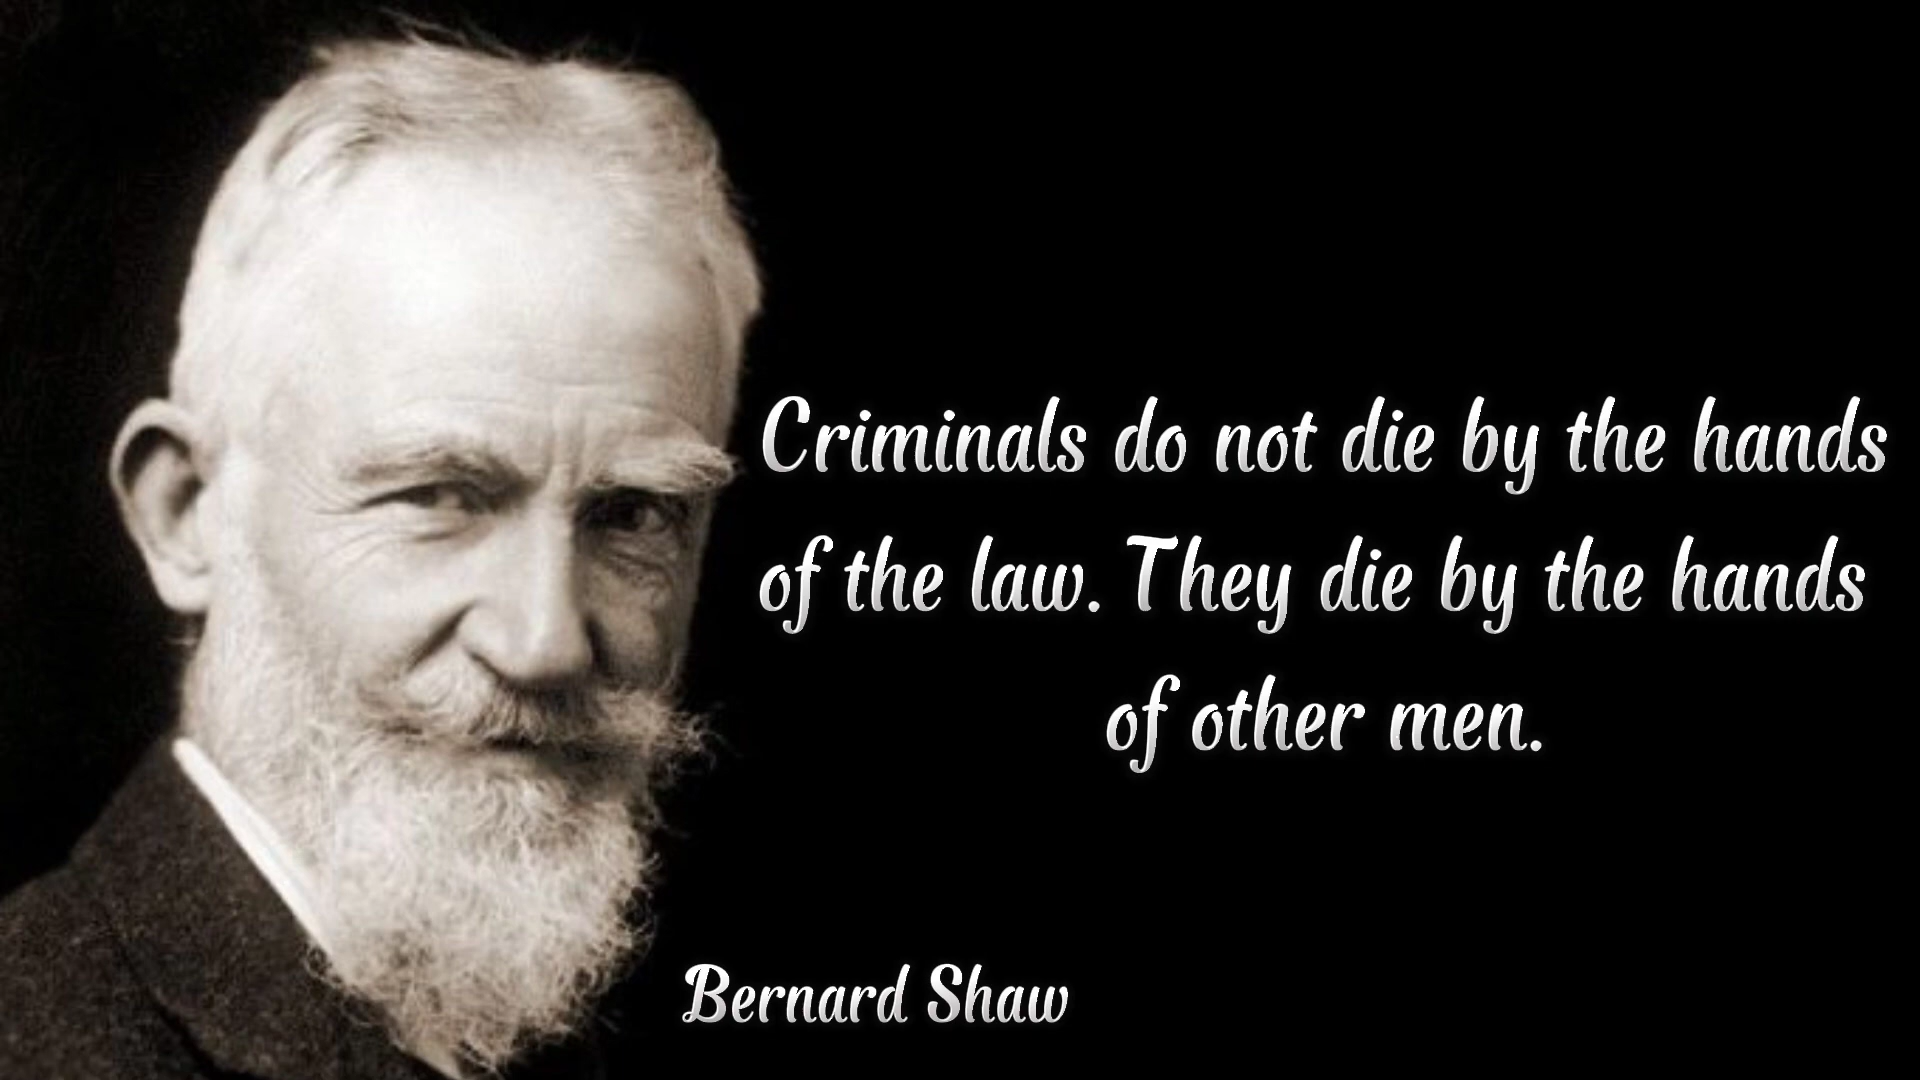 Criminals do not die by the hands
of the law. They die by the hands
of other men.
Bernard Shaw